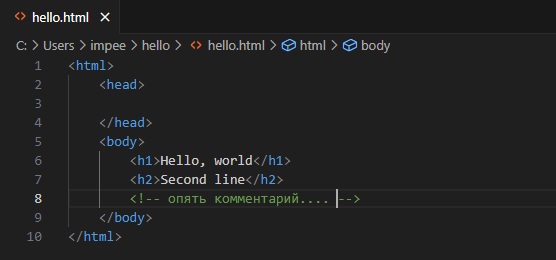 <> hello.html ×
C: > Users > impee > hello > <> hello.html > html > body
1 <html>
2     <head>
3
4     </head>
5     <body>
6         <h1>Hello, world</h1>
7         <h2>Second line</h2>
8         <!-- опять комментарий.... -->
9     </body>
10 </html>